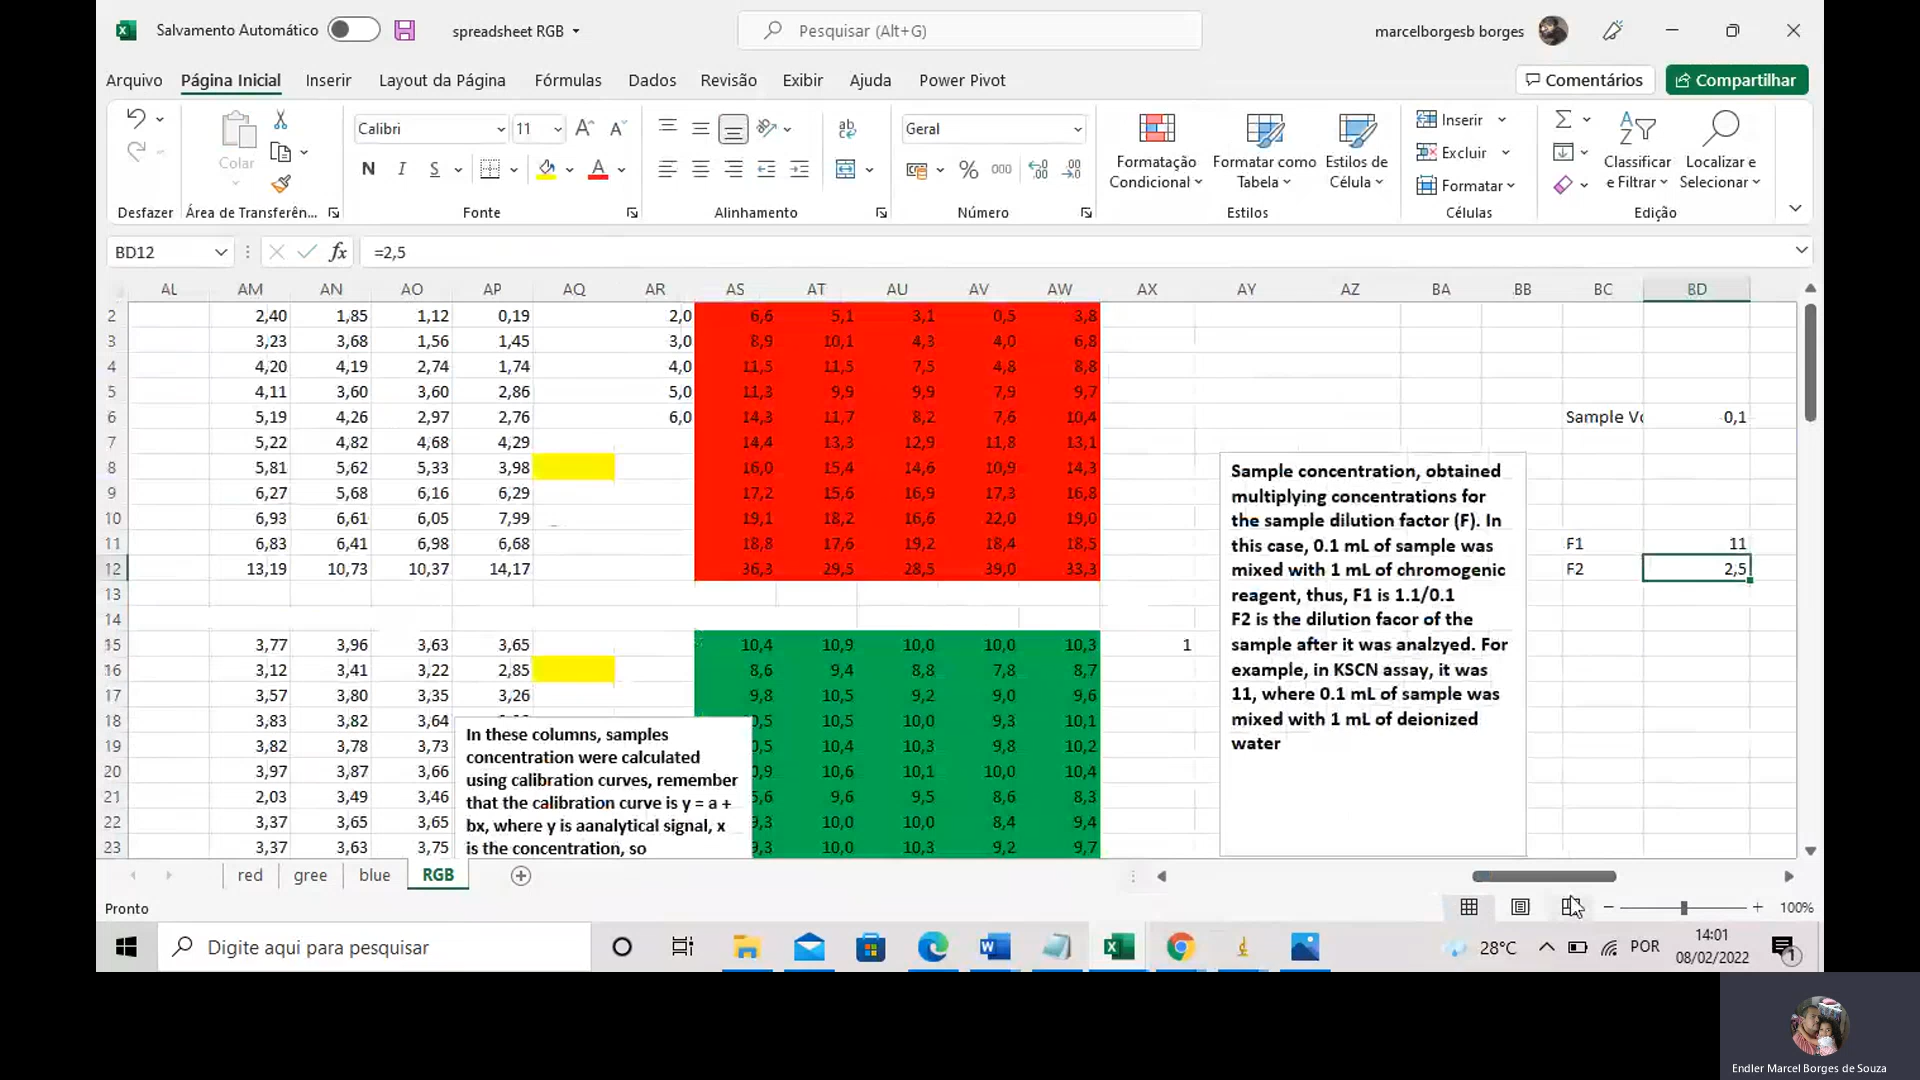 Salvamento Automático
spreadsheet RGB
Pesquisar (Alt+G)
marcelborgesb borges
Arquivo Página Inicial Inserir Layout da Página Fórmulas Dados Revisão Exibir Ajuda Power Pivot
Comentários Compartilhar
Colar
Calibri 11
N I S
ab
Geral
% 000
Formatação Condicional
Formatar como Tabela
Estilos de Célula
Inserir
Excluir
Formatar
Classificar e Filtrar
Localizar e Selecionar
Desfazer Área de Transferên... Fonte Alinhamento Número Estilos Células Edição
BD12 fx =2,5
AL AM AN AO AP AQ AR AS AT AU AV AW AX AY AZ BA BB BC BD
2 2,40 1,85 1,12 0,19 2,0 6,6 5,1 3,1 0,5 3,8
3 3,23 3,68 1,56 1,45 3,0 8,9 10,1 4,3 4,0 6,8
4 4,20 4,19 2,74 1,74 4,0 11,5 11,5 7,5 4,8 8,8
5 4,11 3,60 3,60 2,86 5,0 11,3 9,9 9,9 7,9 9,7
6 5,19 4,26 2,97 2,76 6,0 14,3 11,7 8,2 7,6 10,4 Sample Vo 0,1
7 5,22 4,82 4,68 4,29 14,4 13,3 12,9 11,8 13,1
8 5,81 5,62 5,33 3,98 16,0 15,4 14,6 10,9 14,3
9 6,27 5,68 6,16 6,29 17,2 15,6 16,9 17,3 16,8
10 6,93 6,61 6,05 7,99 19,1 18,2 16,6 22,0 19,0
11 6,83 6,41 6,98 6,68 18,8 17,6 19,2 18,4 18,5 F1 11
12 13,19 10,73 10,37 14,17 36,3 29,5 28,5 39,0 33,3 F2 2,5
13
14
15 3,77 3,96 3,63 3,65 10,4 10,9 10,0 10,0 10,3 1
16 3,12 3,41 3,22 2,85 8,6 9,4 8,8 7,8 8,7
17 3,57 3,80 3,35 3,26 9,8 10,5 9,2 9,0 9,6
18 3,83 3,82 3,64 0,5 10,5 10,0 9,3 10,1
19 3,82 3,78 3,73 0,5 10,4 10,3 9,8 10,2
20 3,97 3,87 3,66 0,9 10,6 10,1 10,0 10,4
21 2,03 3,49 3,46 5,6 9,6 9,5 8,6 8,3
22 3,37 3,65 3,65 9,3 10,0 10,0 8,4 9,4
23 3,37 3,63 3,75 9,3 10,0 10,3 9,2 9,7
In these columns, samples
concentration were calculated
using calibration curves, remember
that the calibration curve is y = a +
bx, where y is aanalytical signal, x
is the concentration, so
Sample concentration, obtained
multiplying concentrations for
the sample dilution factor (F). In
this case, 0.1 mL of sample was
mixed with 1 mL of chromogenic
reagent, thus, F1 is 1.1/0.1
F2 is the dilution facor of the
sample after it was analzyed. For
example, in KSCN assay, it was
11, where 0.1 mL of sample was
mixed with 1 mL of deionized
water
red gree blue RGB
Pronto
100%
Digite aqui para pesquisar
28°C
POR
14:01
08/02/2022
1
Endler Marcel Borges de Souza